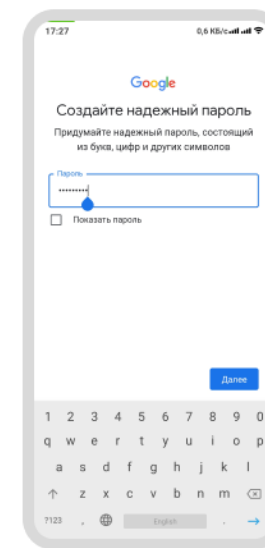 17:27 0,6 КБ/с
Google
Создайте надежный пароль
Придумайте надежный пароль, состоящий
из букв, цифр и других символов
Пароль
•••••••••
Показать пароль
Далее
1 2 3 4 5 6 7 8 9 0
q w e r t y u i o p
a s d f g h j k l
z x c v b n m
?123 , English .